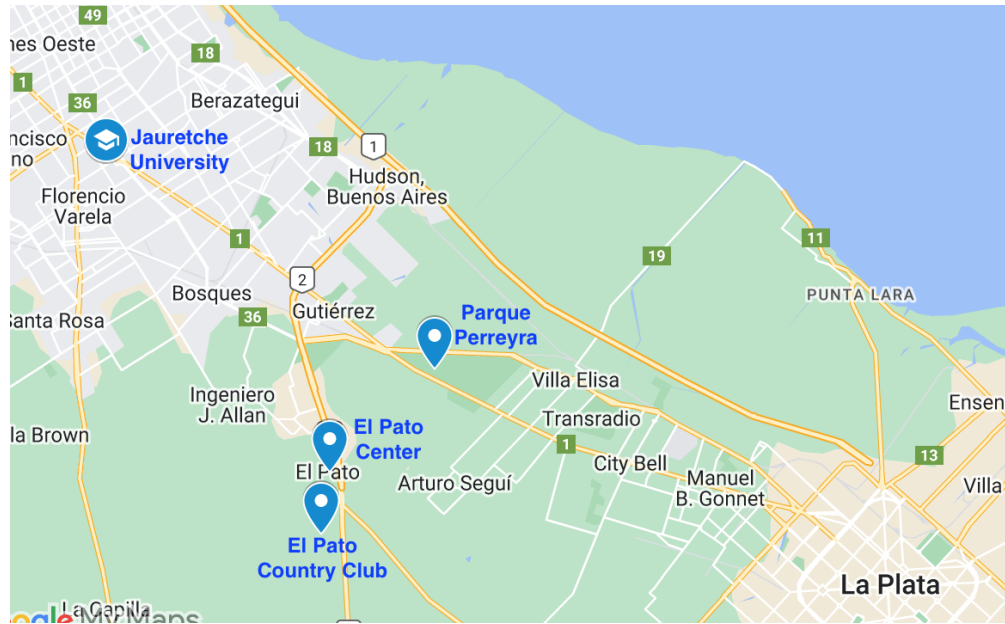 49
nes Oeste
18
1
36
Berazategui
ncisco
no
Jauretche
University
18
1
Hudson,
Buenos Aires
Florencio
Varela
1
19
11
2
Bosques
PUNTA LARA
Gutiérrez
36
Santa Rosa
Parque
Perreyra
Villa Elisa
Ingeniero
J. Allan
Ensen
Transradio
El Pato
Center
la Brown
1
13
City Bell
El Pato
Arturo Seguí
Manuel
B. Gonnet
Villa
El Pato
Country Club
La Plata
La Capilla
ogle My Maps